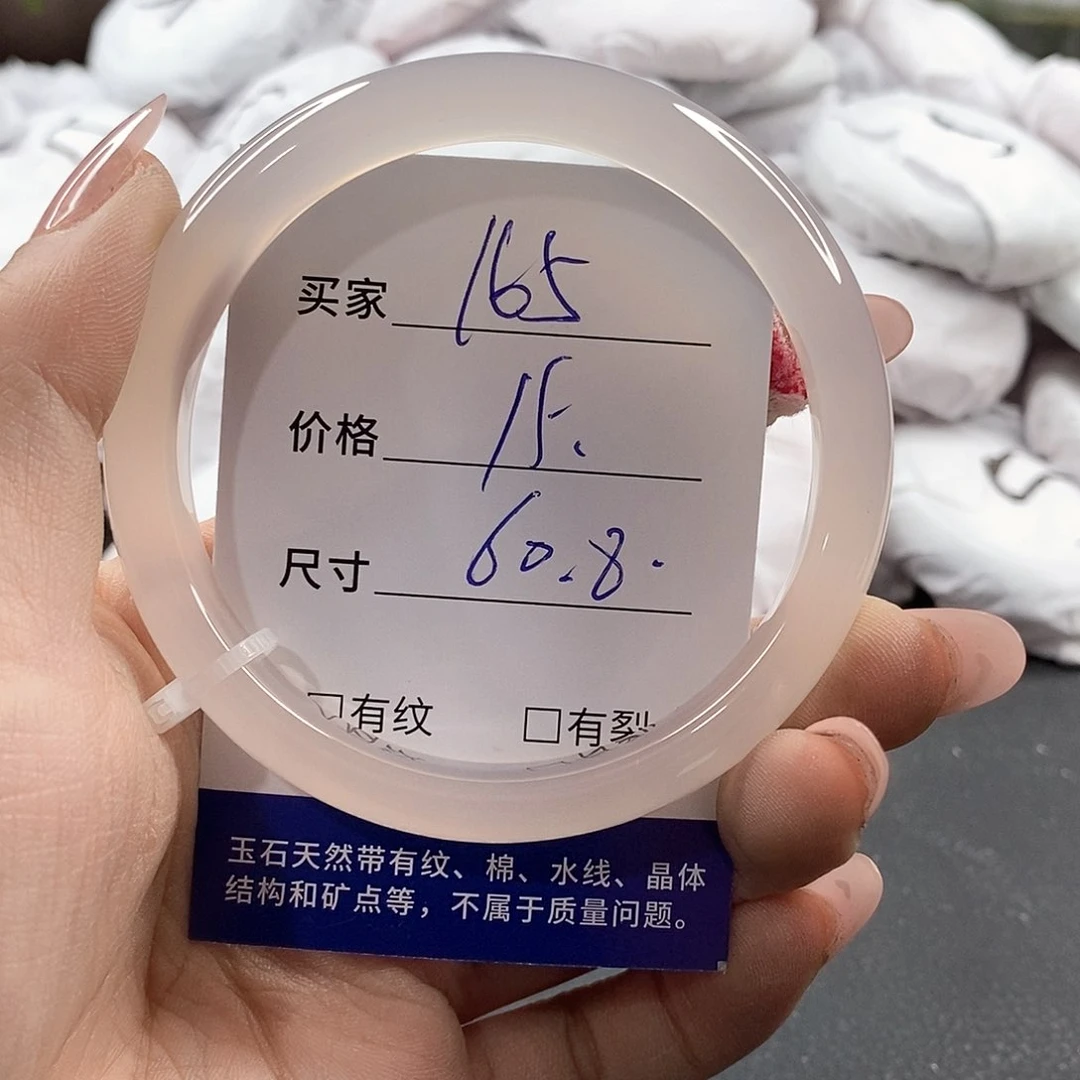 买家 165
价格 15.
尺寸 60.8.
□有纹 □有裂
玉石天然带有纹、棉、水线、晶体
结构和矿点等，不属于质量问题。